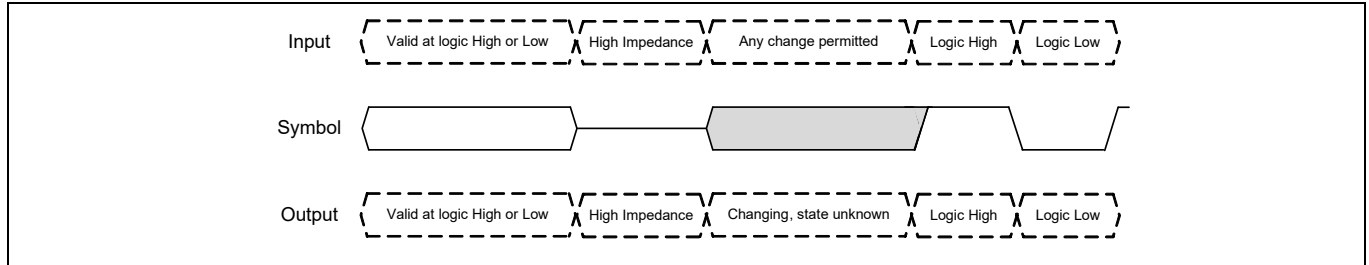 Input Valid at logic High or Low High Impedance Any change permitted Logic High Logic Low
Symbol
Output Valid at logic High or Low High Impedance Changing, state unknown Logic High Logic Low